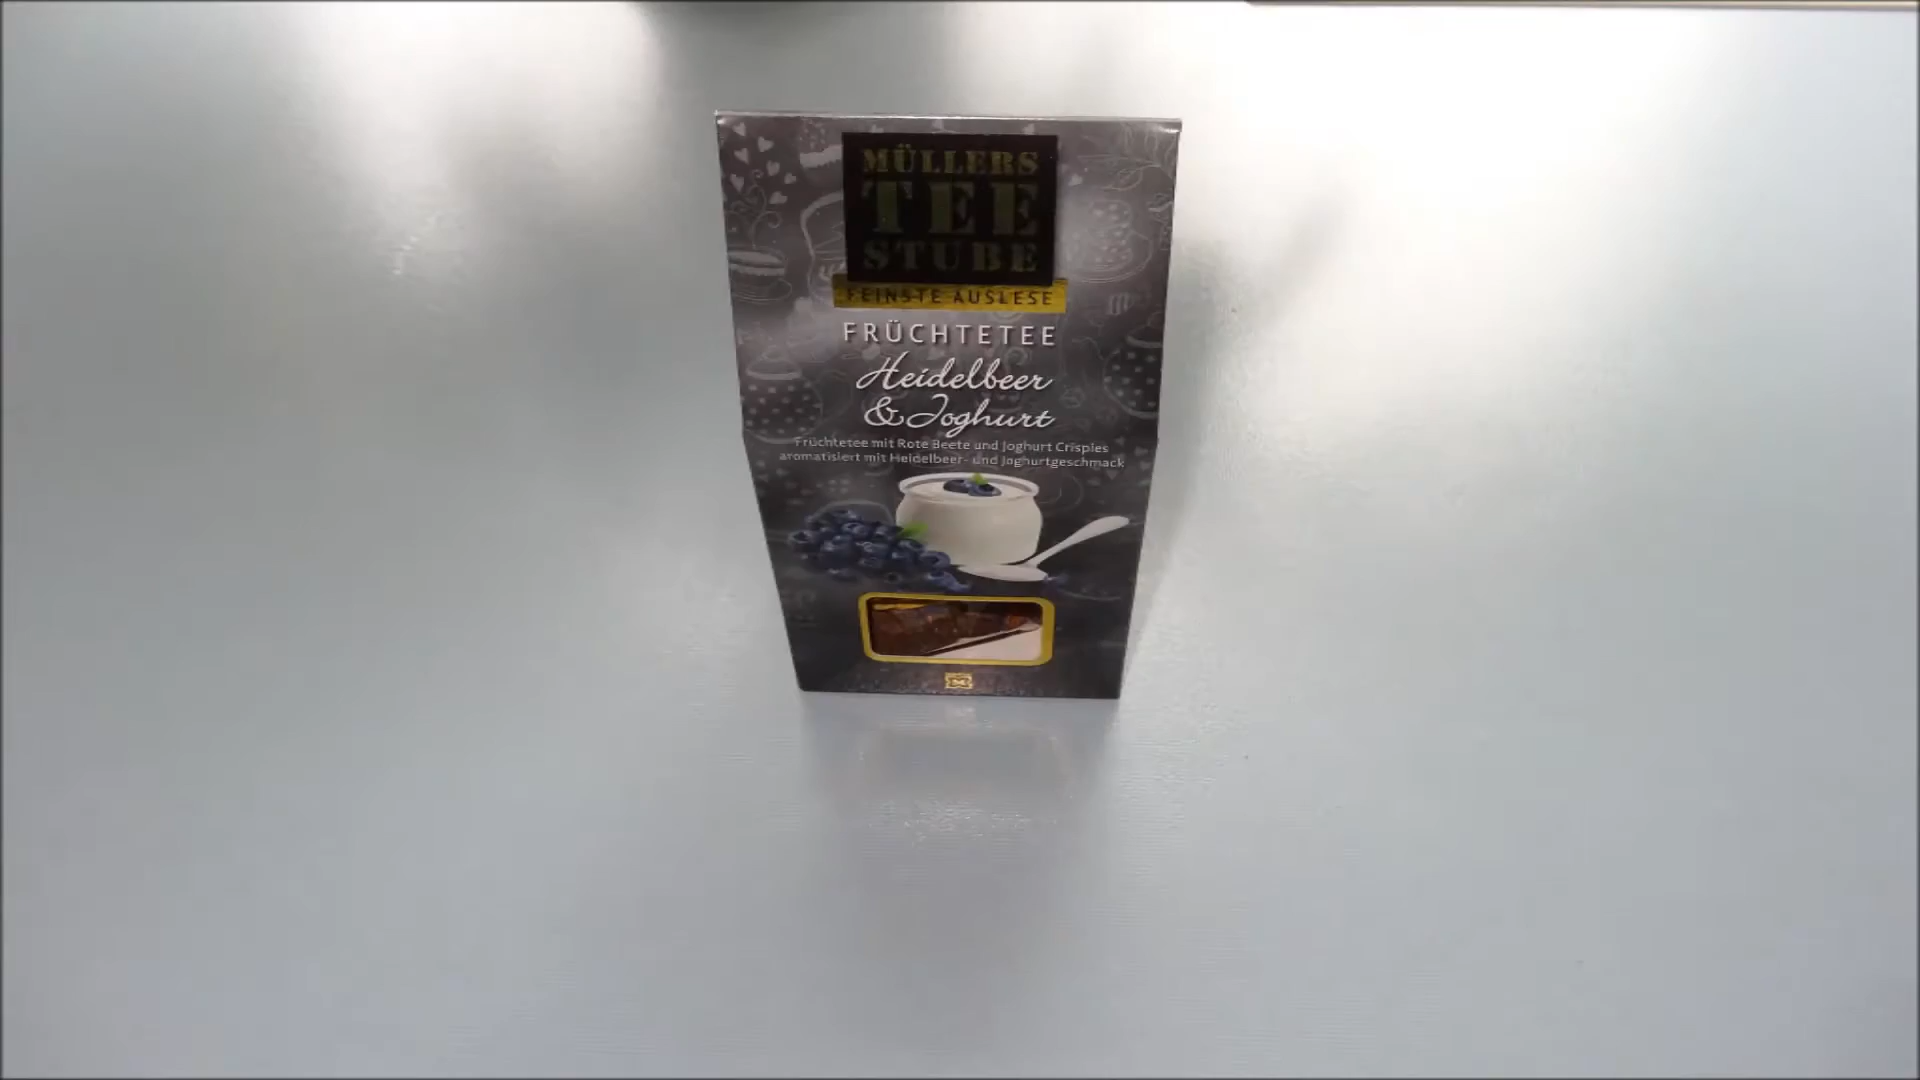 MÜLLERS
TEE
STUBE
FEINSTE AUSLESE
FRÜCHTETEE
Heidelbeer
& Joghurt
Früchtetee mit Rote Beete und Joghurt Crispies
aromatisiert mit Heidelbeer- und Joghurtgeschmack